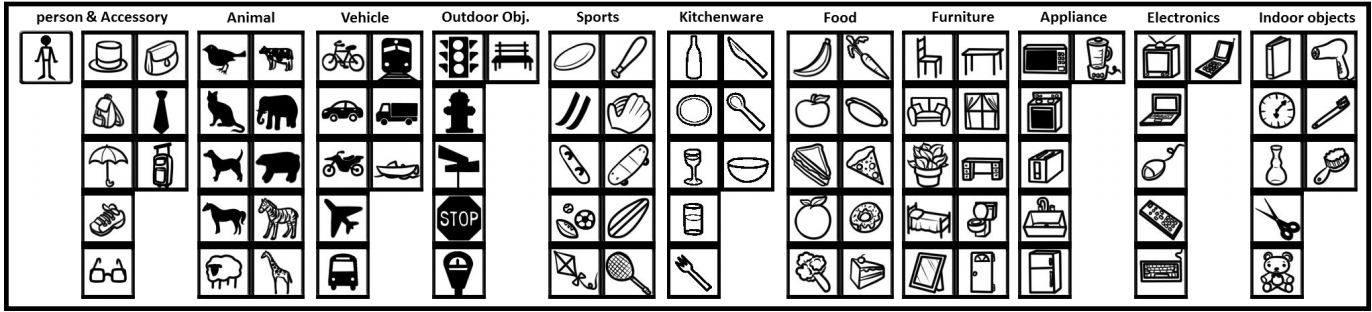 person & Accessory
Animal
Vehicle
Outdoor Obj.
Sports
Kitchenware
Food
Furniture
Appliance
Electronics
Indoor objects
STOP